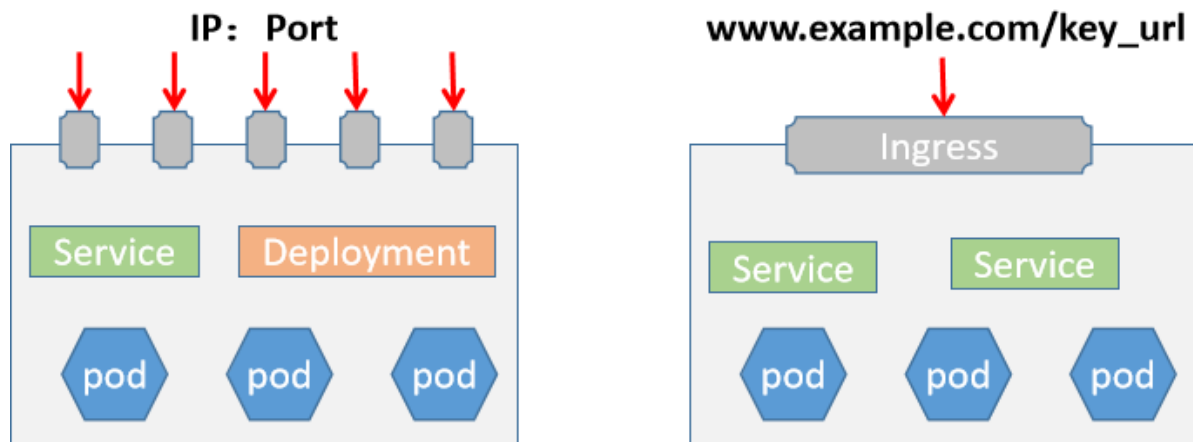 IP： Port
www.example.com/key_url
Ingress
Service
Deployment
Service
Service
pod
pod
pod
pod
pod
pod